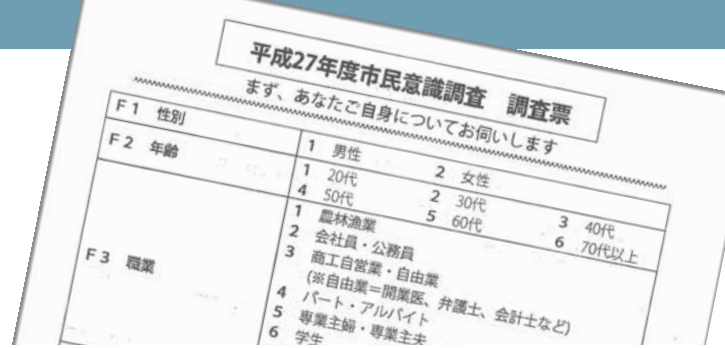 平成27年度市民意識調査 調査票
まず、あなたご自身についてお伺いします
F1 性別
1 男性 2 女性
F2 年齢
1 20代 2 30代 3 40代
4 50代 5 60代 6 70代以上
F3 職業
1 農林漁業
2 会社員・公務員
3 商工自営業・自由業
(※自由業=開業医、弁護士、会計士など)
4 パート・アルバイト
5 専業主婦・専業主夫
6 学生